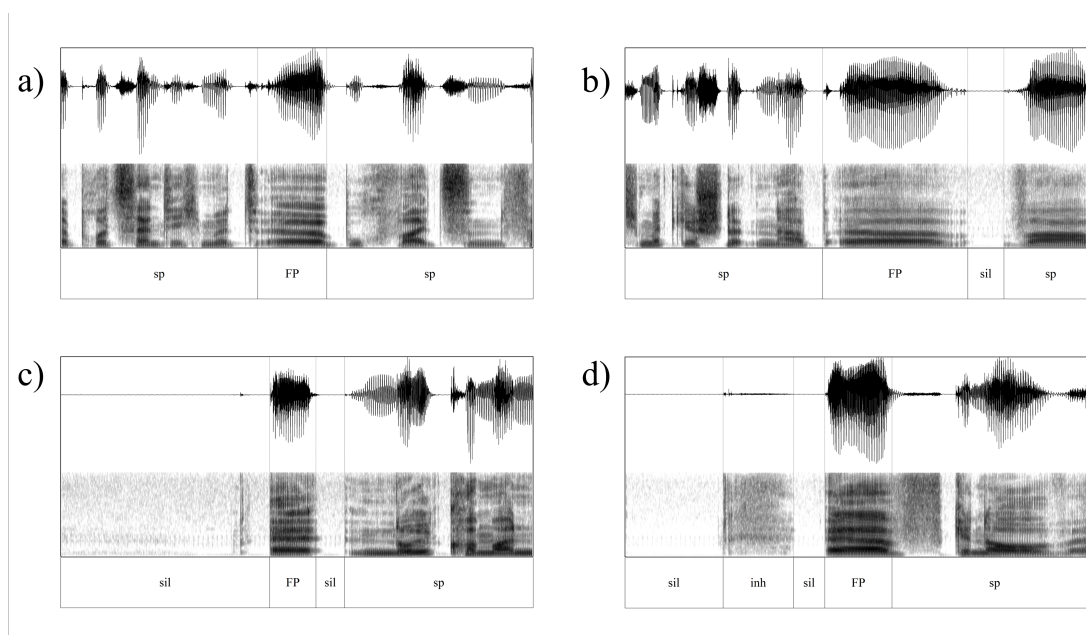 a)
sp FP sp
b)
sp FP sil sp
c)
sil FP sil sp
d)
sil inh sil FP sp